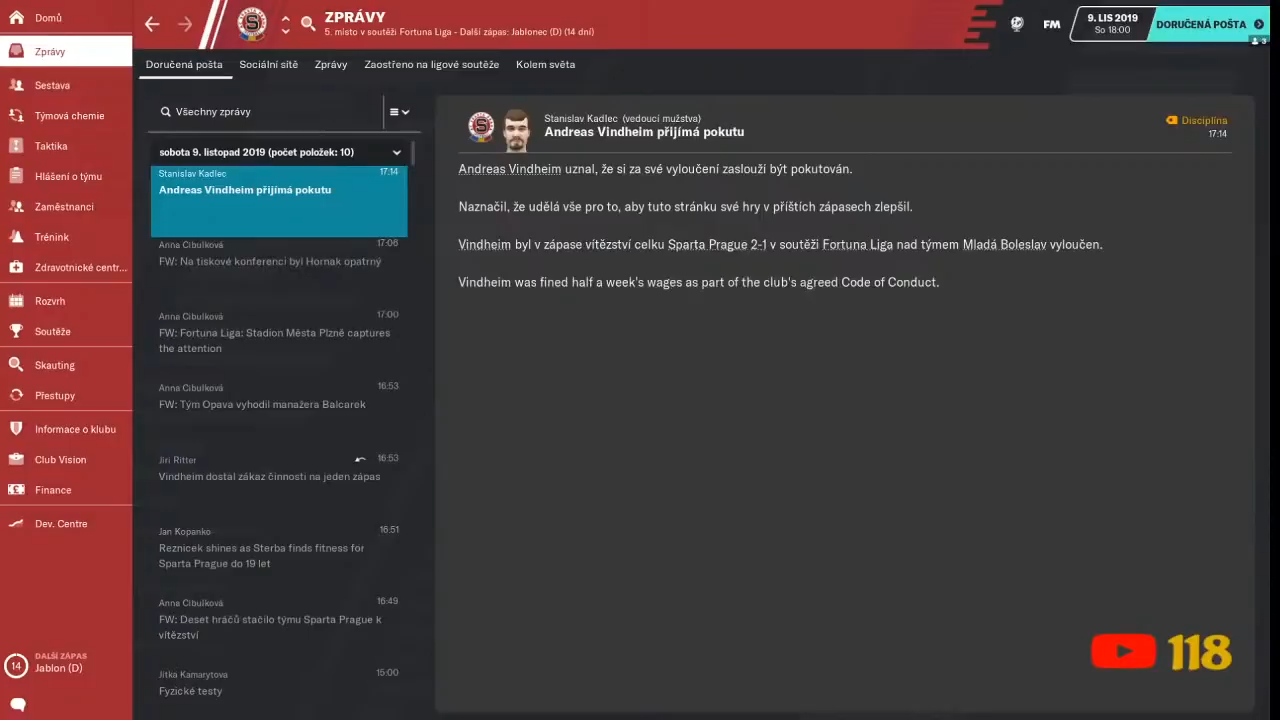 Domů
Zprávy
Sestava
Týmová chemie
Taktika
Hlášení o týmu
Zaměstnanci
Trénink
Zdravotnické centr...
Rozvrh
Soutěže
Skauting
Přestupy
Informace o klubu
Club Vision
Finance
Dev. Centre
14
DALŠÍ ZÁPAS
Jablon (D)
ZPRÁVY
5. místo v soutěži Fortuna Liga - Další zápas: Jablonec (D) (14 dní)
FM
9. LIS 2019
So 18:00
DORUČENÁ POŠTA
3
Doručená pošta
Sociální sítě
Zprávy
Zaostřeno na ligové soutěže
Kolem světa
Všechny zprávy
sobota 9. listopad 2019 (počet položek: 10)
Stanislav Kadlec 17:14
Andreas Vindheim přijímá pokutu
Anna Cibulková 17:06
FW: Na tiskové konferenci byl Hornak opatrný
Anna Cibulková 17:00
FW: Fortuna Liga: Stadion Města Plzně captures
the attention
Anna Cibulková 16:53
FW: Tým Opava vyhodil manažera Balcarek
Jiri Ritter 16:53
Vindheim dostal zákaz činnosti na jeden zápas
Jan Kopanko 16:51
Reznicek shines as Sterba finds fitness for
Sparta Prague do 19 let
Anna Cibulková 16:49
FW: Deset hráčů stačilo týmu Sparta Prague k
vítězství
Jitka Kamarytova 15:00
Fyzické testy
Stanislav Kadlec (vedoucí mužstva)
Andreas Vindheim přijímá pokutu
Disciplína
17:14
Andreas Vindheim uznal, že si za své vyloučení zaslouží být pokutován.
Naznačil, že udělá vše pro to, aby tuto stránku své hry v příštích zápasech zlepšil.
Vindheim byl v zápase vítězství celku Sparta Prague 2-1 v soutěži Fortuna Liga nad týmem Mladá Boleslav vyloučen.
Vindheim was fined half a week's wages as part of the club's agreed Code of Conduct.
118